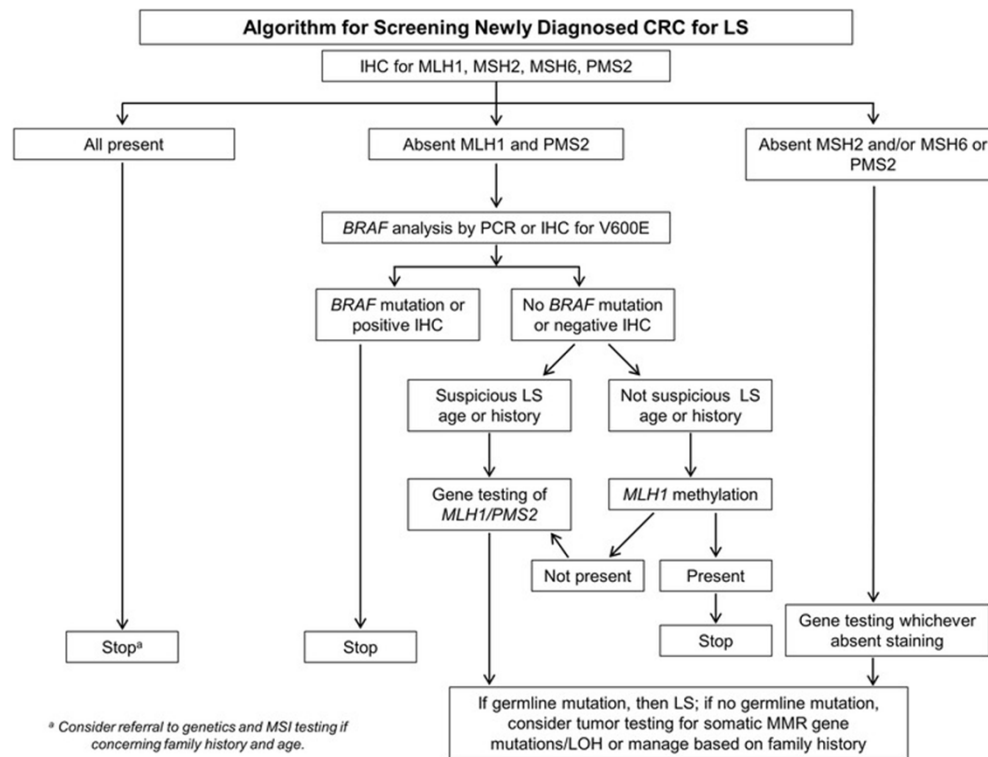 Algorithm for Screening Newly Diagnosed CRC for LS
IHC for MLH1, MSH2, MSH6, PMS2
All present
Absent MLH1 and PMS2
Absent MSH2 and/or MSH6 or
PMS2
BRAF analysis by PCR or IHC for V600E
BRAF mutation or
positive IHC
No BRAF mutation
or negative IHC
Suspicious LS
age or history
Not suspicious LS
age or history
Gene testing of
MLH1/PMS2
MLH1 methylation
Not present
Present
Stopᵃ
Stop
Stop
Gene testing whichever
absent staining
If germline mutation, then LS; if no germline mutation,
consider tumor testing for somatic MMR gene
mutations/LOH or manage based on family history
ᵃ Consider referral to genetics and MSI testing if
concerning family history and age.